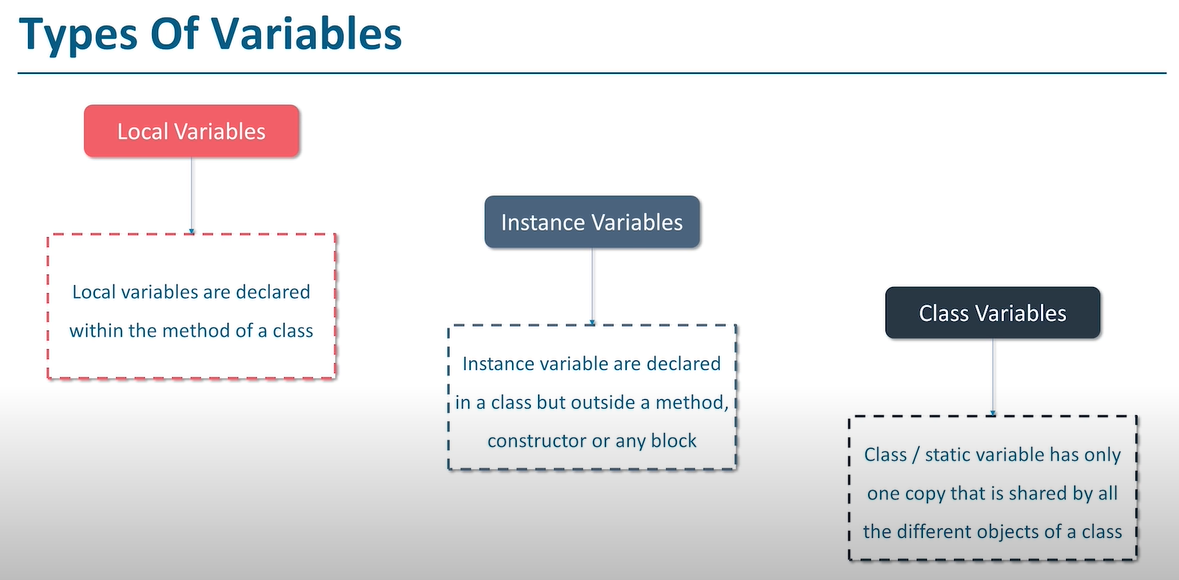 Types Of Variables
Local Variables
Local variables are declared
within the method of a class
Instance Variables
Instance variable are declared
in a class but outside a method,
constructor or any block
Class Variables
Class / static variable has only
one copy that is shared by all
the different objects of a class